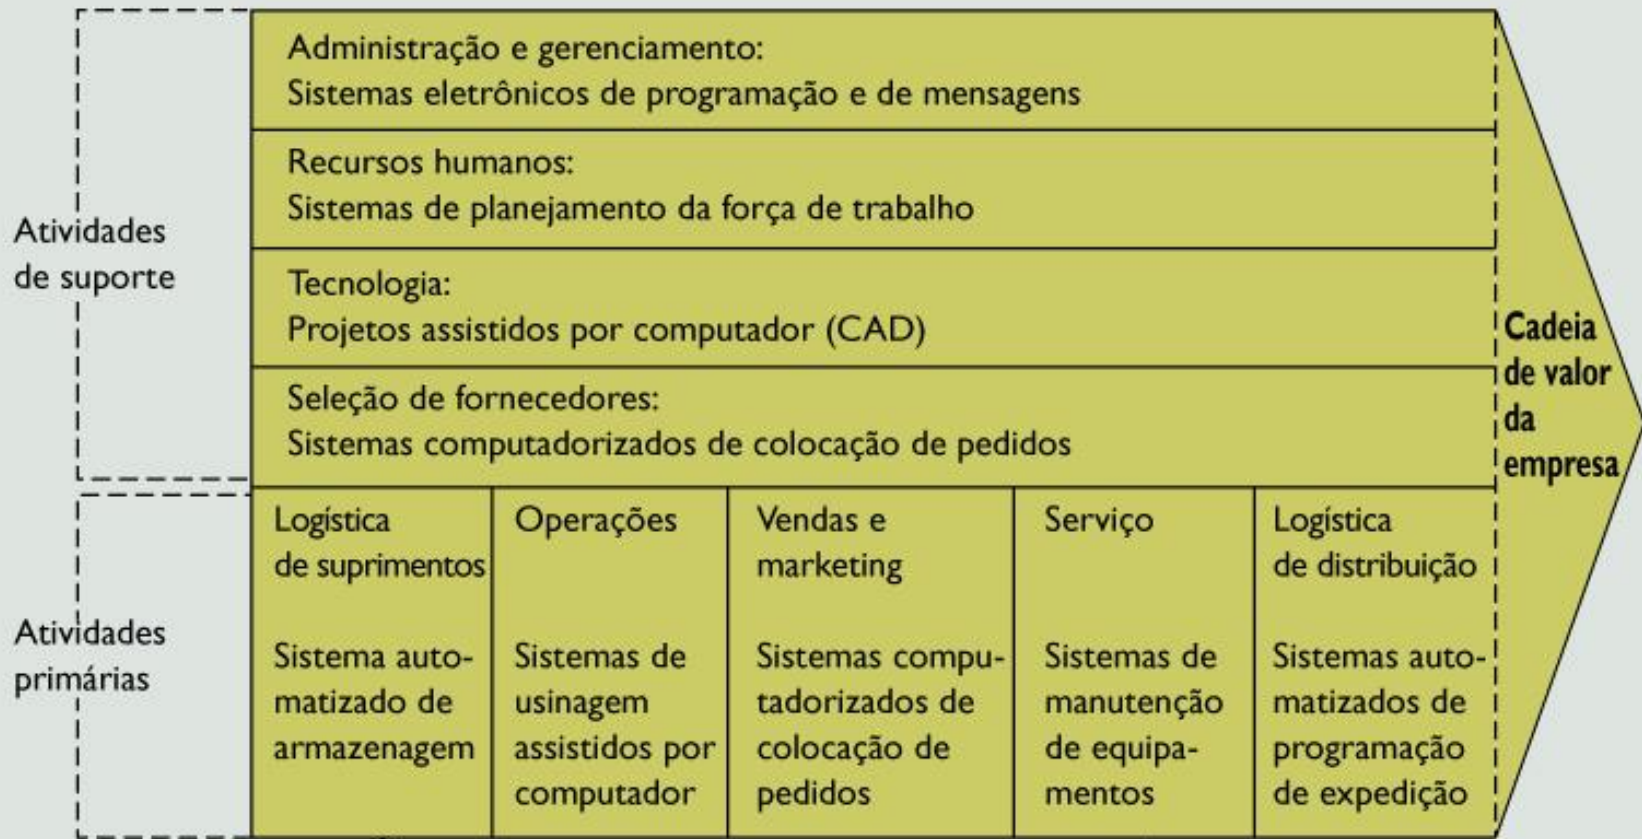 Administração e gerenciamento:
Sistemas eletrônicos de programação e de mensagens
Recursos humanos:
Sistemas de planejamento da força de trabalho
Atividades
de suporte
Tecnologia:
Projetos assistidos por computador (CAD)
Seleção de fornecedores:
Sistemas computadorizados de colocação de pedidos
Cadeia
de valor
da
empresa
Atividades
primárias
Logística
de suprimentos
Sistema auto-
matizado de
armazenagem
Operações
Sistemas de
usinagem
assistidos por
computador
Vendas e
marketing
Sistemas compu-
tadorizados de
colocação de
pedidos
Serviço
Sistemas de
manutenção
de equipa-
mentos
Logística
de distribuição
Sistemas auto-
matizados de
programação
de expedição